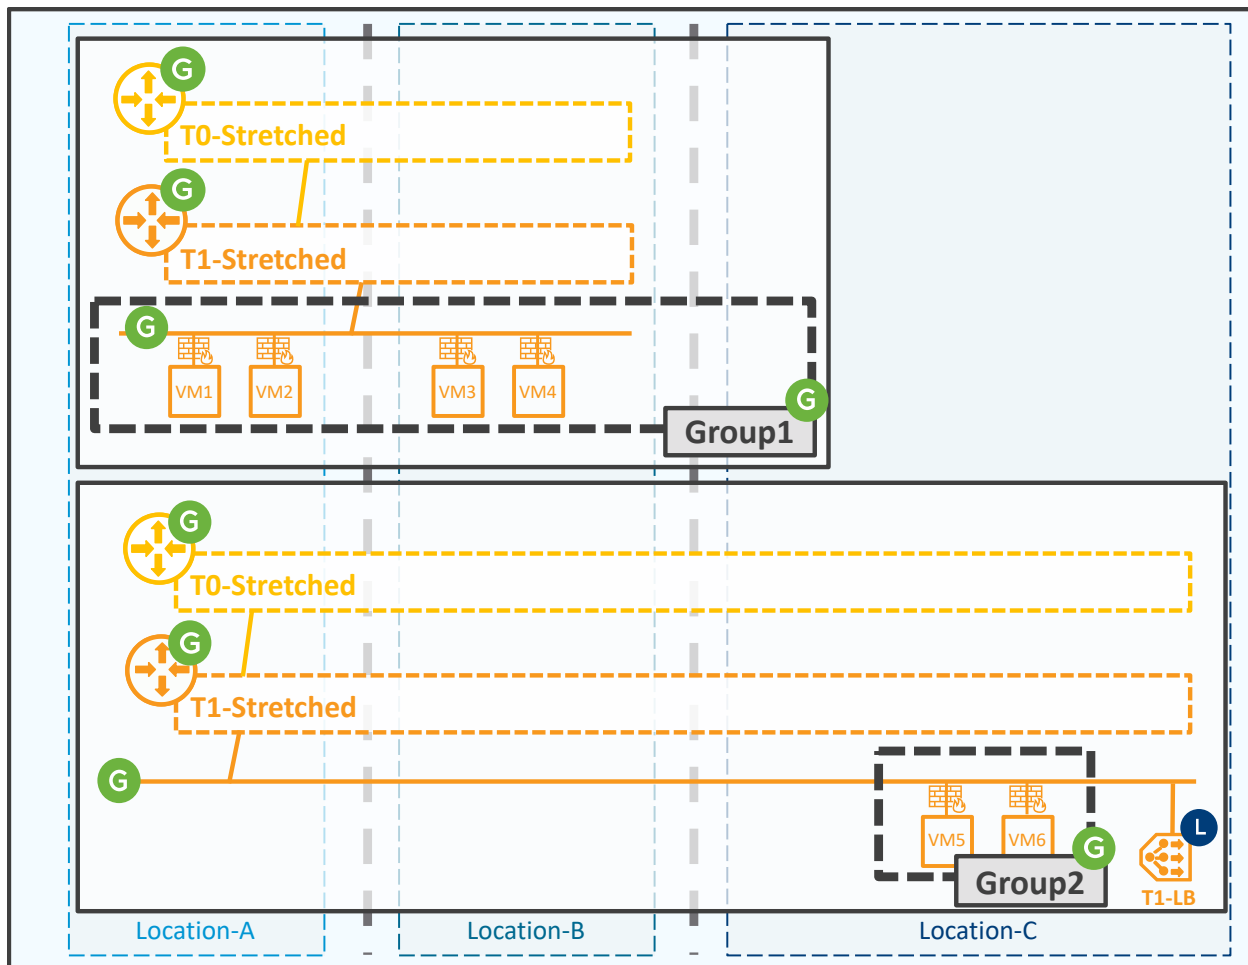 G
T0-Stretched
G
T1-Stretched
G
VM1
VM2
VM3
VM4
G
Group1
G
T0-Stretched
G
T1-Stretched
G
VM5
VM6
G
L
Group2
T1-LB
Location-A
Location-B
Location-C